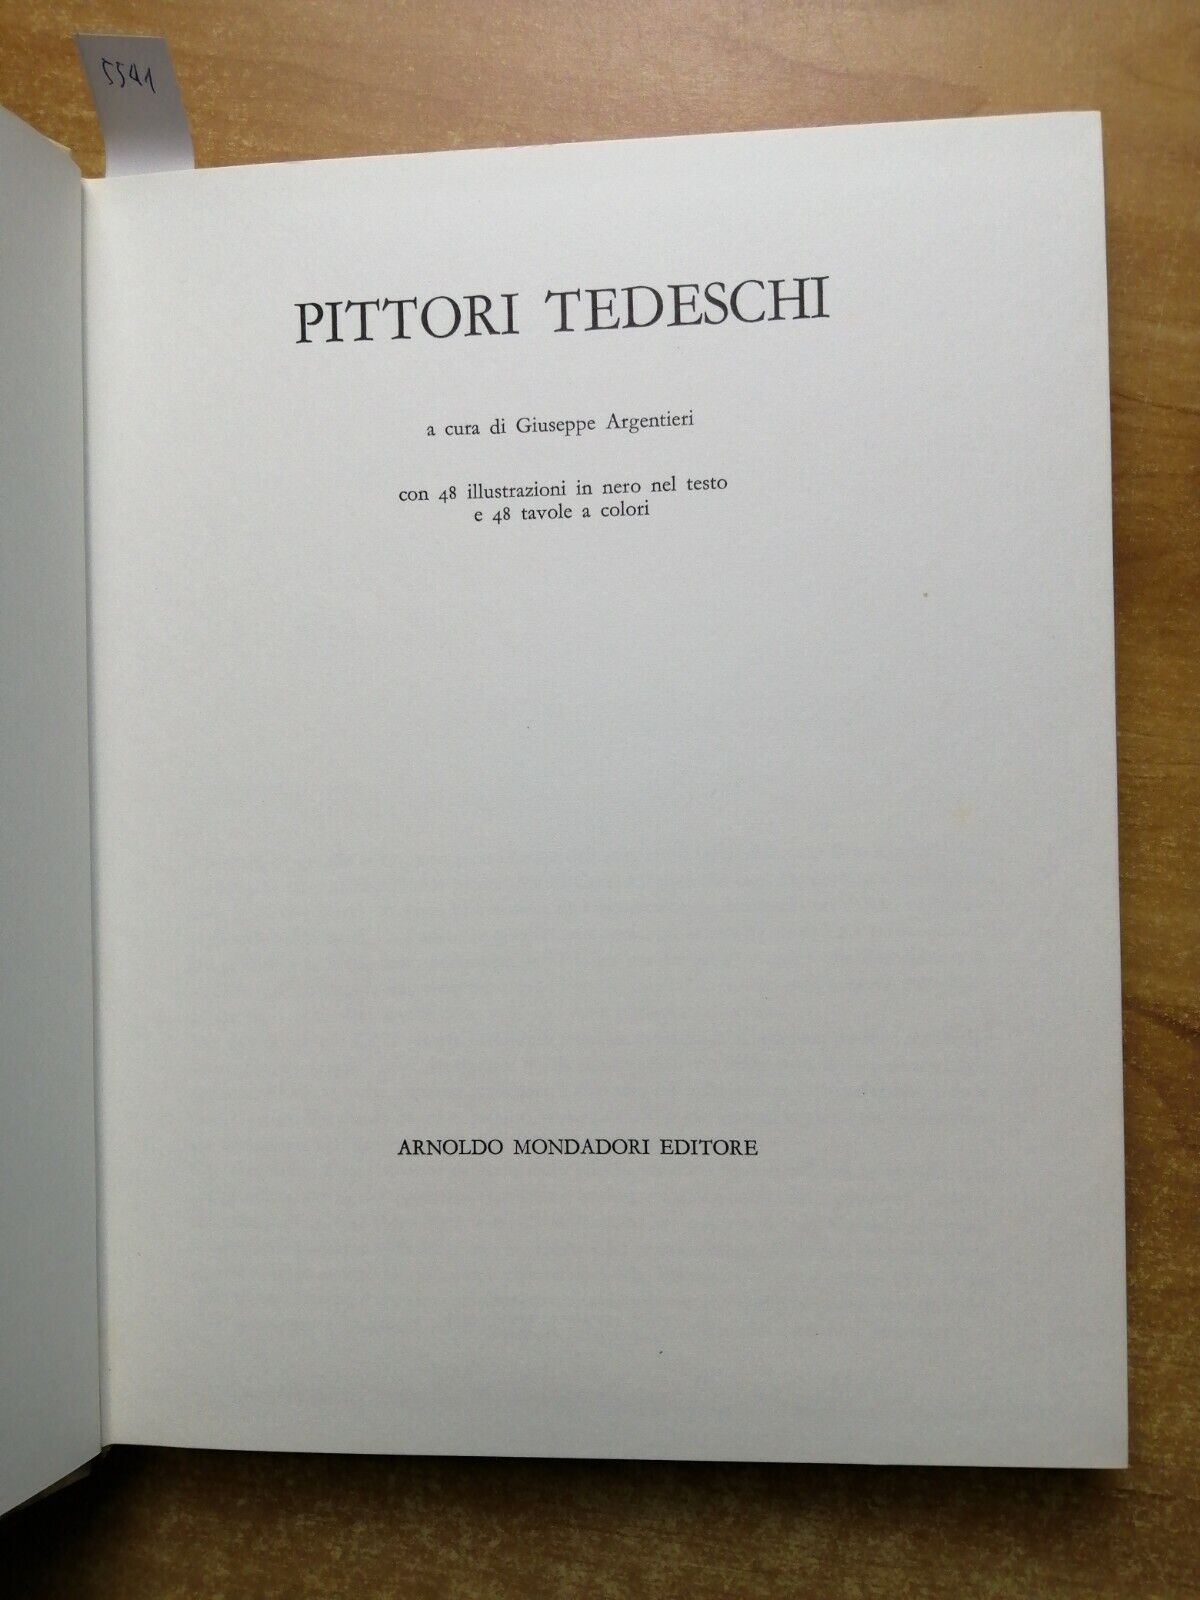 5541
PITTORI TEDESCHI
a cura di Giuseppe Argentieri
con 48 illustrazioni in nero nel testo
e 48 tavole a colori
ARNOLDO MONDADORI EDITORE